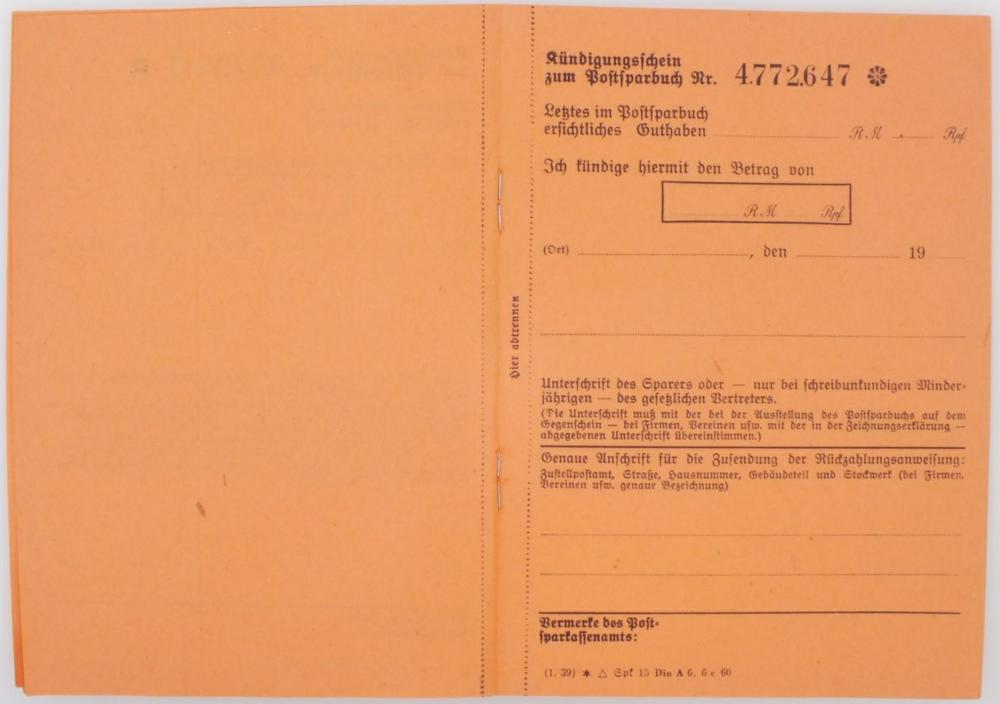 Kündigungsschein
zum Postsparbuch Nr. 4.772.647
Letztes im Postsparbuch
ersichtliches Guthaben RM Rpf
Ich kündige hiermit den Betrag von
RM Rpf
(Ort) , den 19
Hier abtrennen
Unterschrift des Sparers oder — nur bei schreibunkundigen Minder-
jährigen — des gesetzlichen Vertreters.
(Die Unterschrift muß mit der bei der Ausstellung des Postsparbuchs auf dem
Gegenschein — bei Firmen, Vereinen usw. mit der in der Zeichnungserklärung —
abgegebenen Unterschrift übereinstimmen.)
Genaue Anschrift für die Zusendung der Rückzahlungsanweisung:
Zustellpostamt, Straße, Hausnummer, Gebäudeteil und Stockwerk (bei Firmen,
Vereinen usw. genaue Bezeichnung)
Vermerke des Post-
sparkassenamts:
(1. 39) ✶ △ Spk 15 Din A 6. 6 e 60